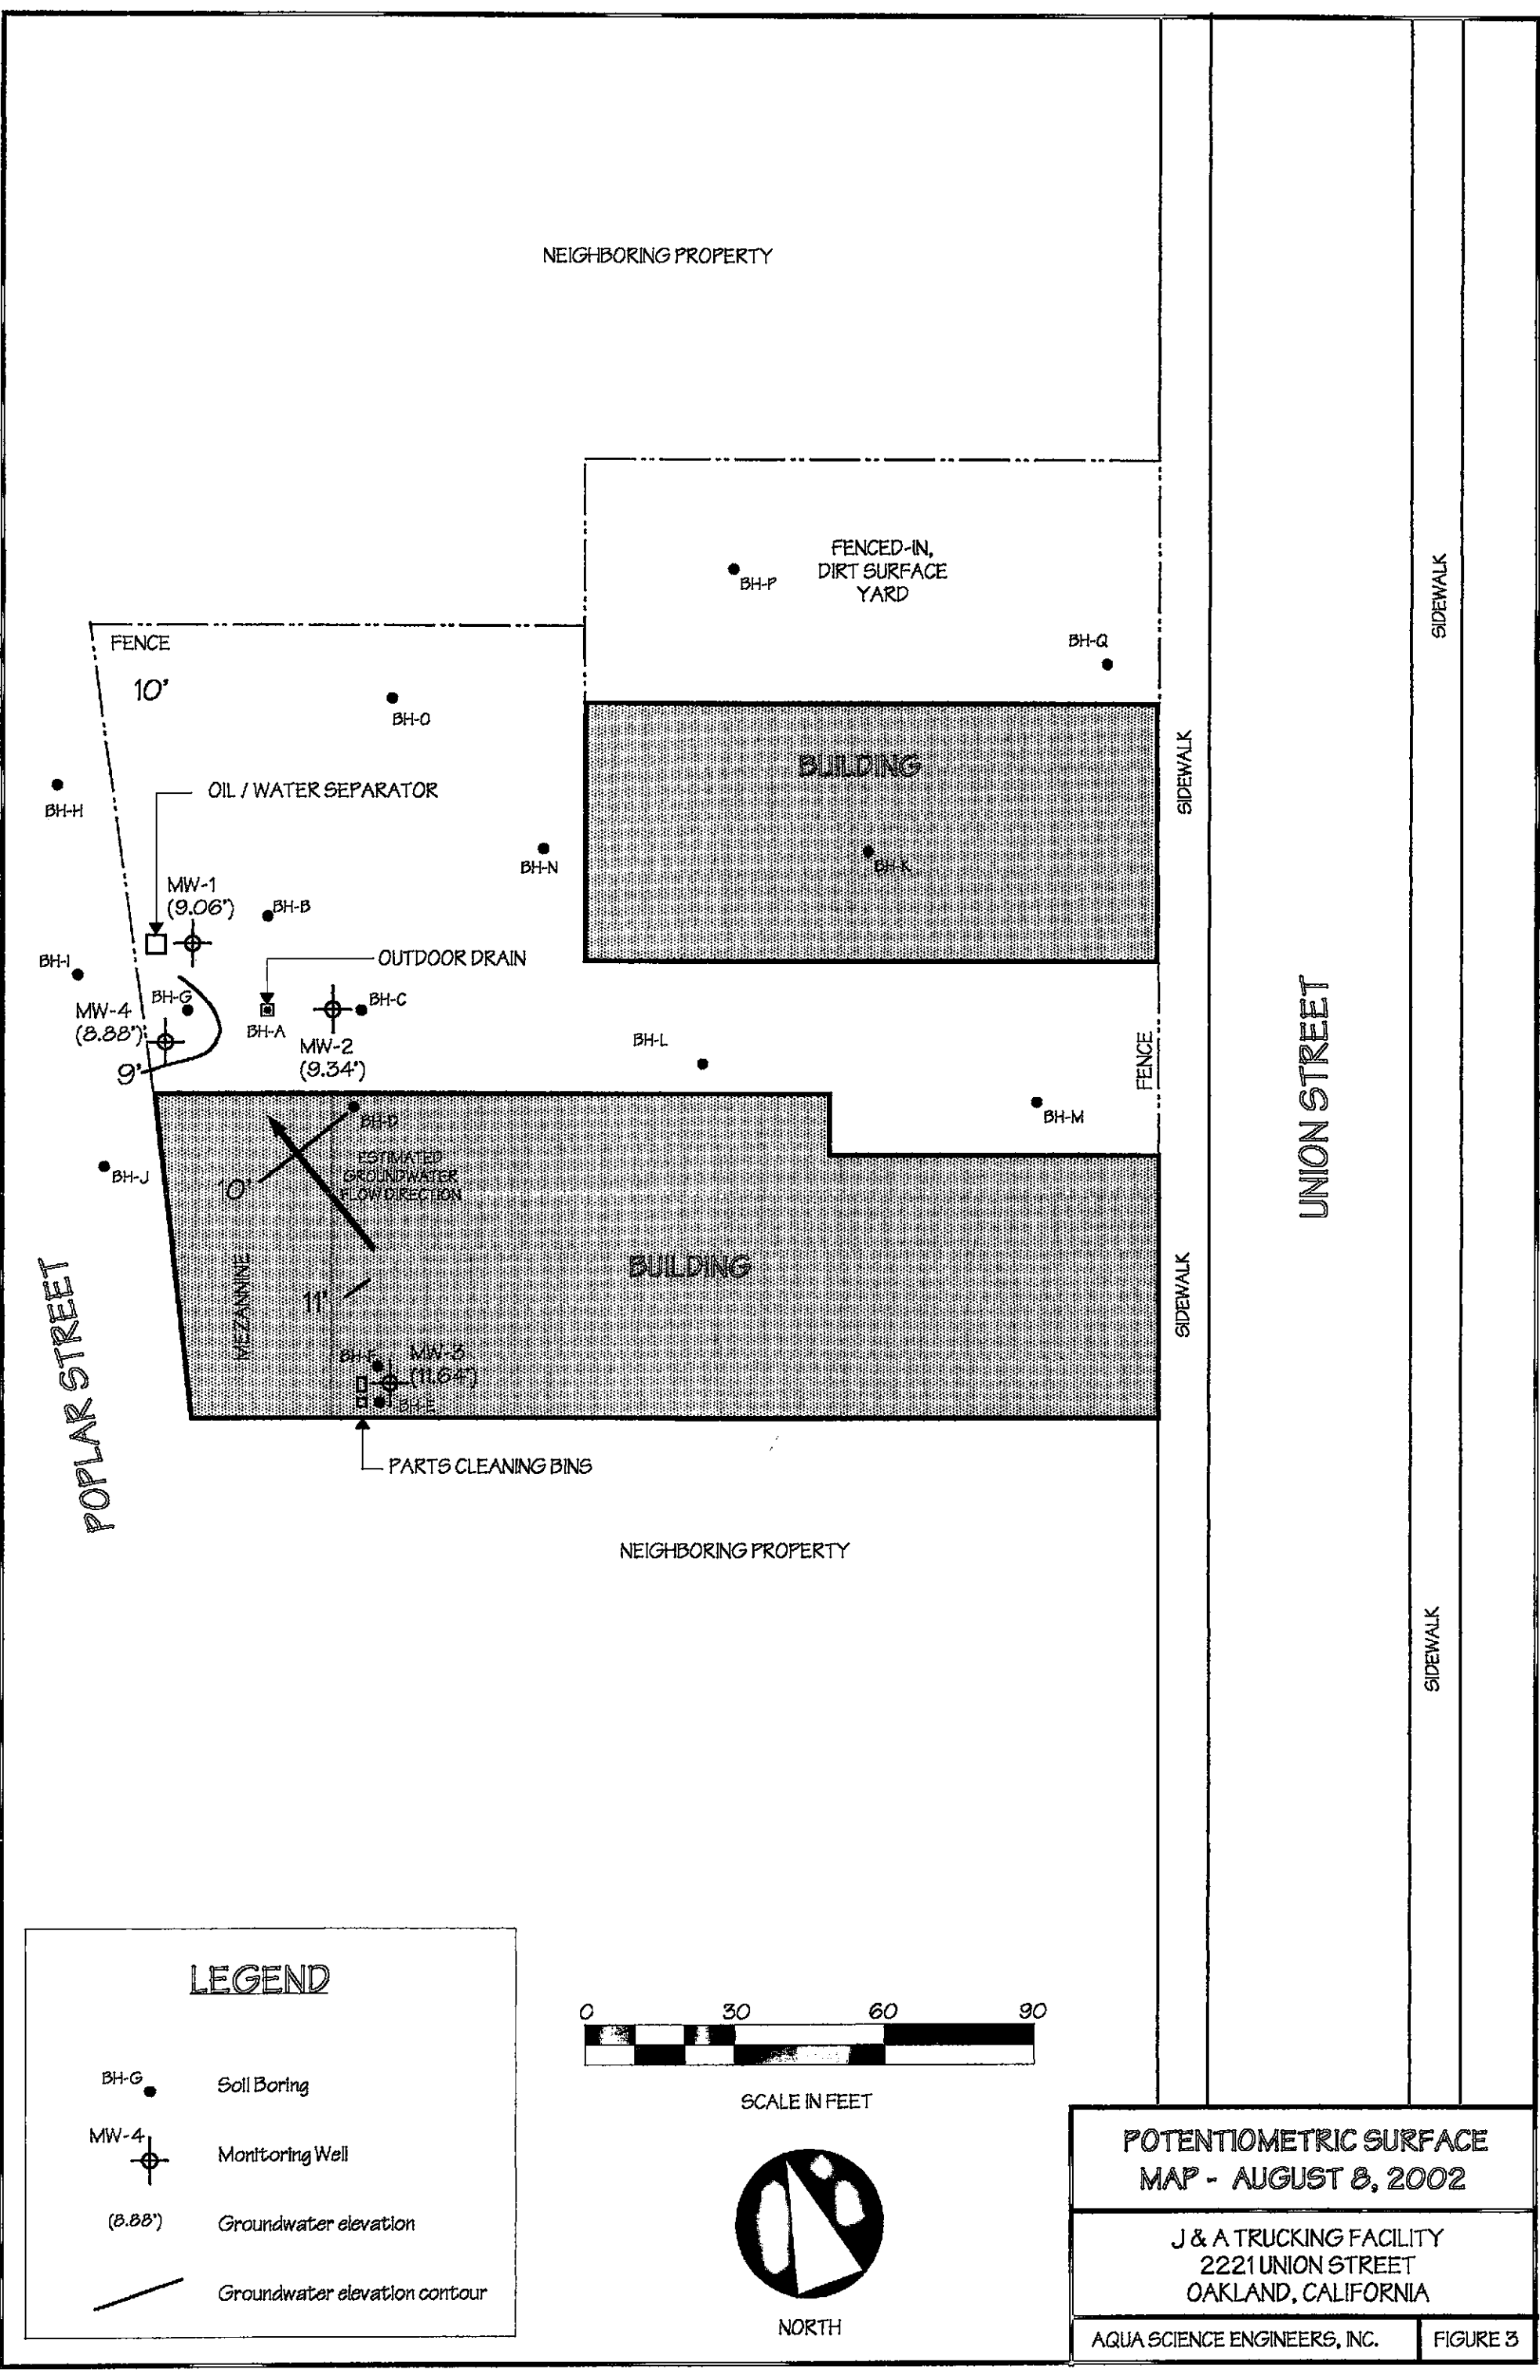 NEIGHBORING PROPERTY
FENCED-IN,
DIRT SURFACE
YARD
BH-P
BH-Q
SIDEWALK
FENCE
10'
BH-O
BUILDING
SIDEWALK
BH-H
OIL / WATER SEPARATOR
BH-N
BH-K
MW-1
(9.06')
BH-B
BH-I
OUTDOOR DRAIN
MW-4
(8.88')
BH-G
BH-A
BH-C
MW-2
(9.34')
BH-L
9'
FENCE
BH-M
UNION STREET
BH-D
BH-J
10'
ESTIMATED
GROUNDWATER
FLOW DIRECTION
MEZANNINE
11'
BUILDING
SIDEWALK
BH-F
MW-3
(11.64')
BH-E
POPLAR STREET
PARTS CLEANING BINS
NEIGHBORING PROPERTY
SIDEWALK
LEGEND
BH-G
Soil Boring
MW-4
Monitoring Well
(8.88')
Groundwater elevation
Groundwater elevation contour
0 30 60 90
SCALE IN FEET
NORTH
POTENTIOMETRIC SURFACE
MAP - AUGUST 8, 2002
J & A TRUCKING FACILITY
2221 UNION STREET
OAKLAND, CALIFORNIA
AQUA SCIENCE ENGINEERS, INC.
FIGURE 3